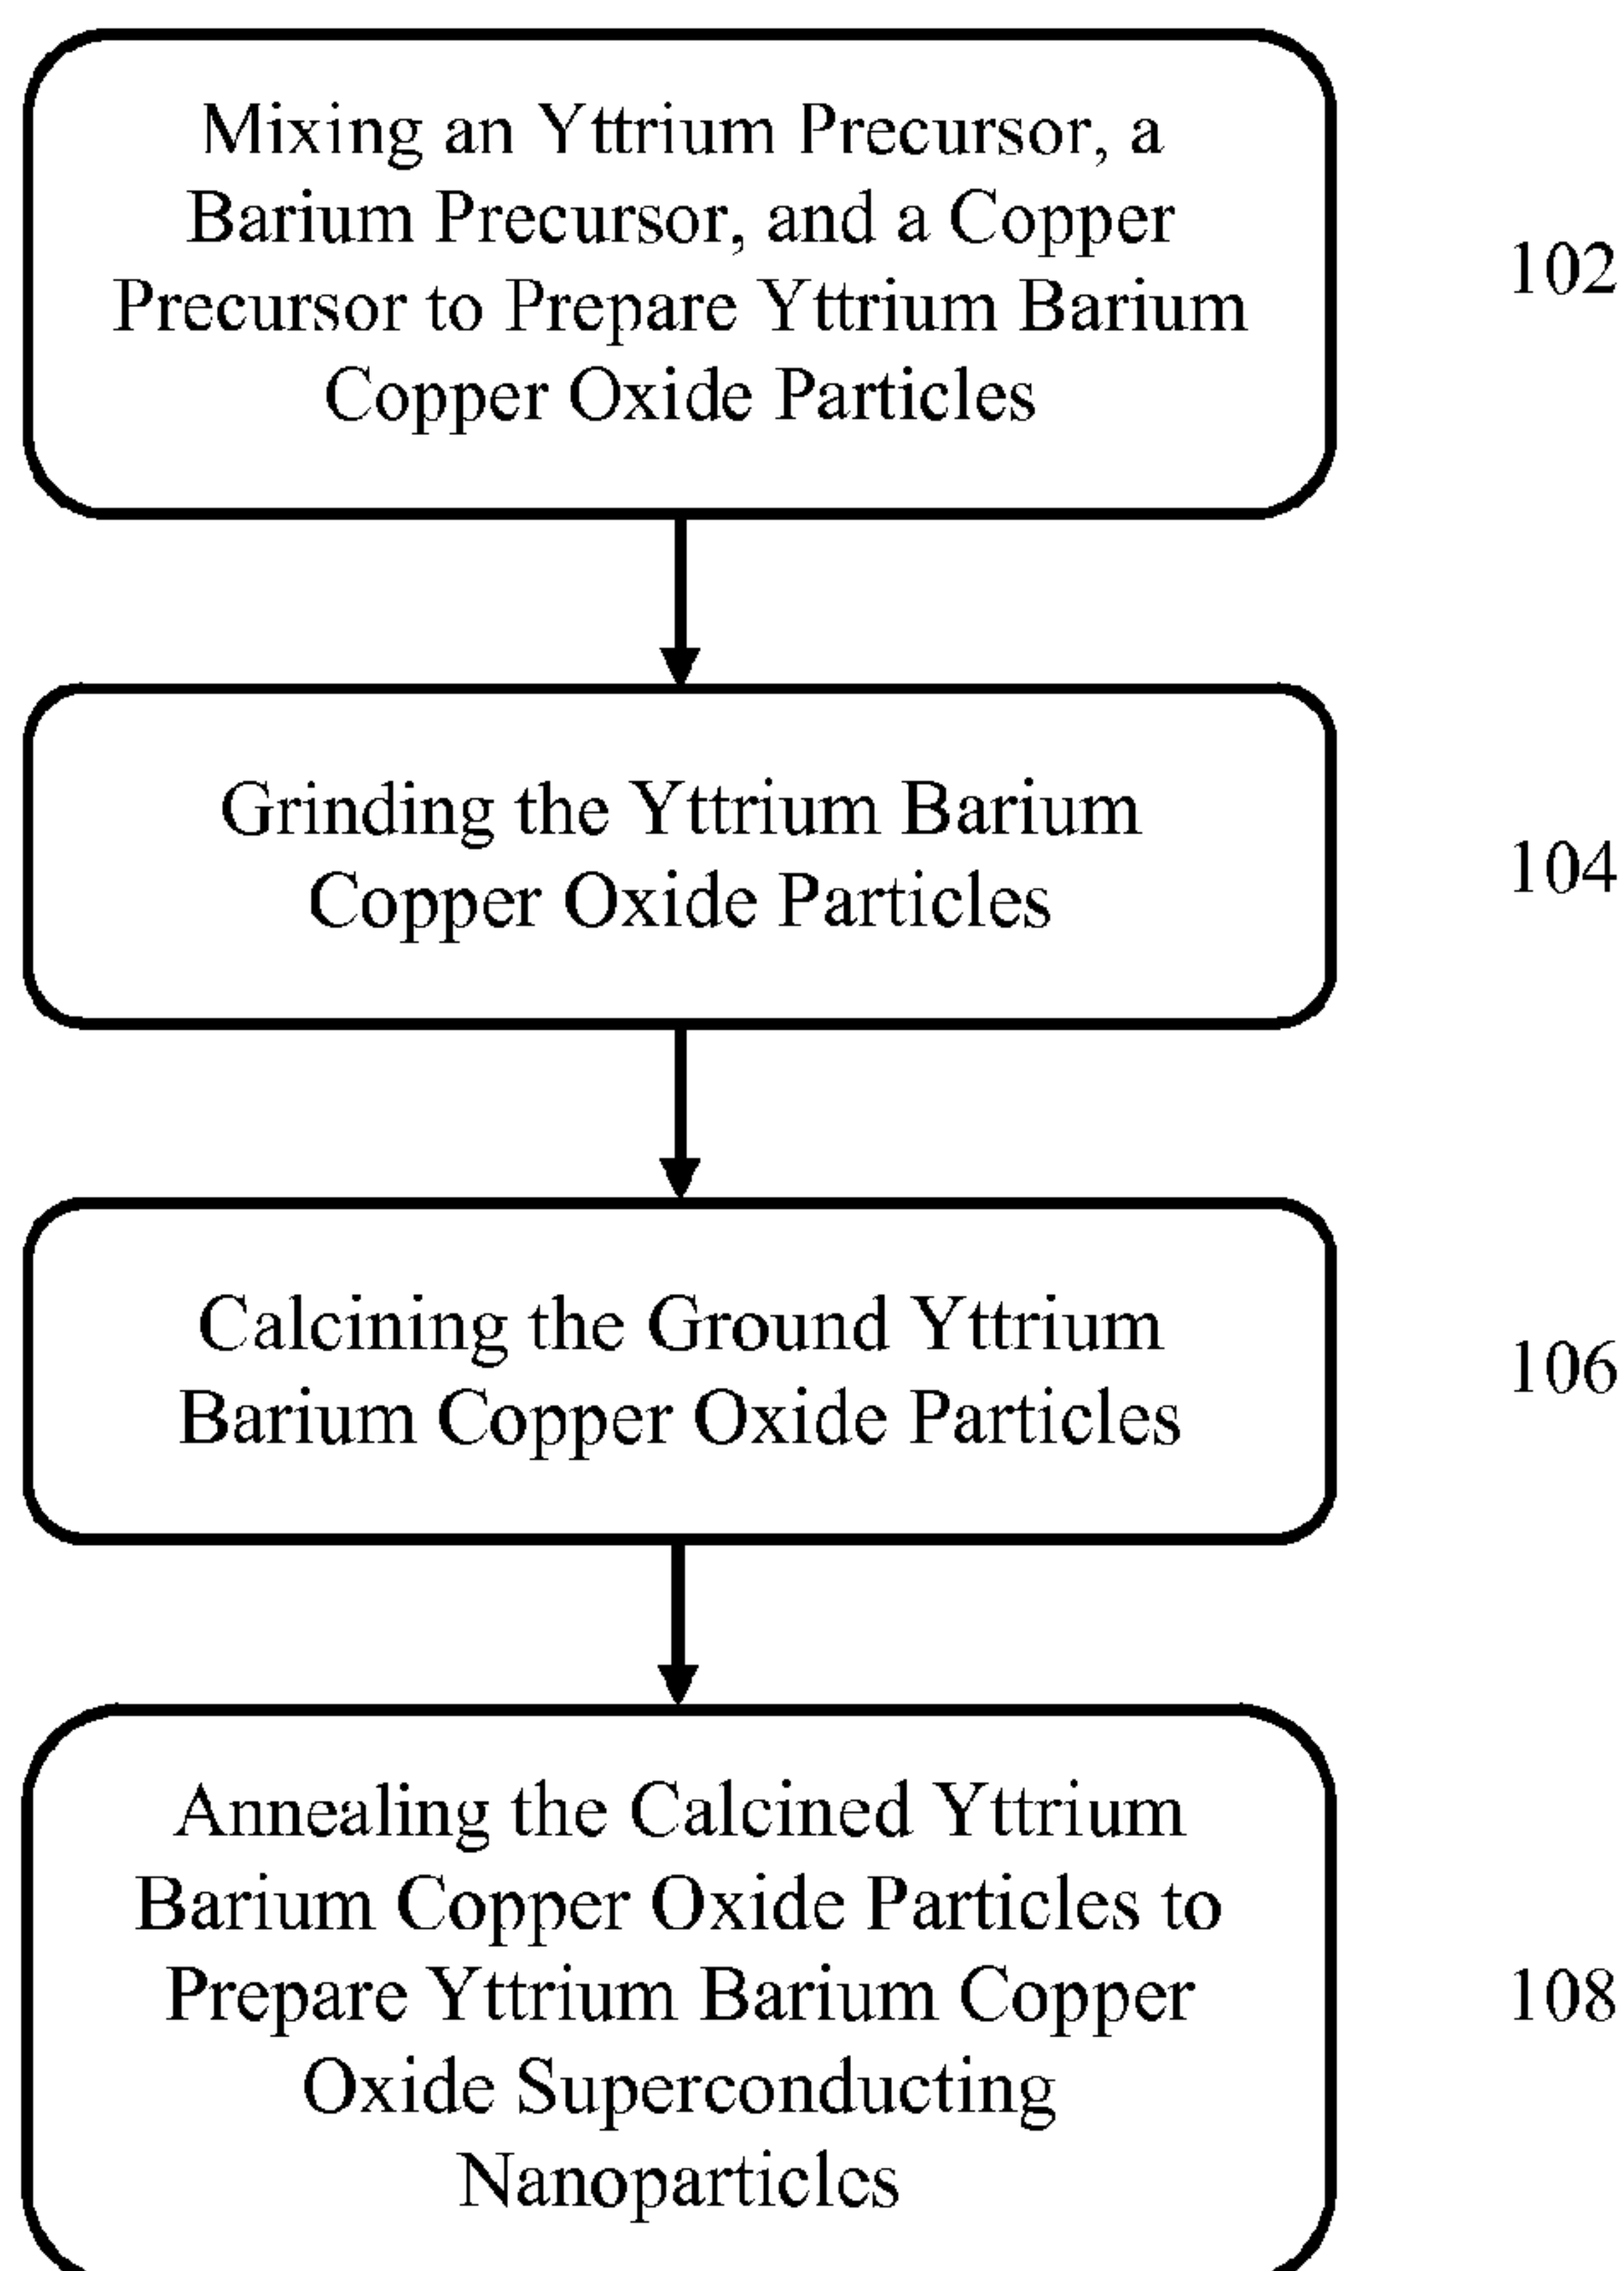 Mixing an Yttrium Precursor, a
Barium Precursor, and a Copper
Precursor to Prepare Yttrium Barium
Copper Oxide Particles
102
Grinding the Yttrium Barium
Copper Oxide Particles
104
Calcining the Ground Yttrium
Barium Copper Oxide Particles
106
Annealing the Calcined Yttrium
Barium Copper Oxide Particles to
Prepare Yttrium Barium Copper
Oxide Superconducting
Nanoparticles
108